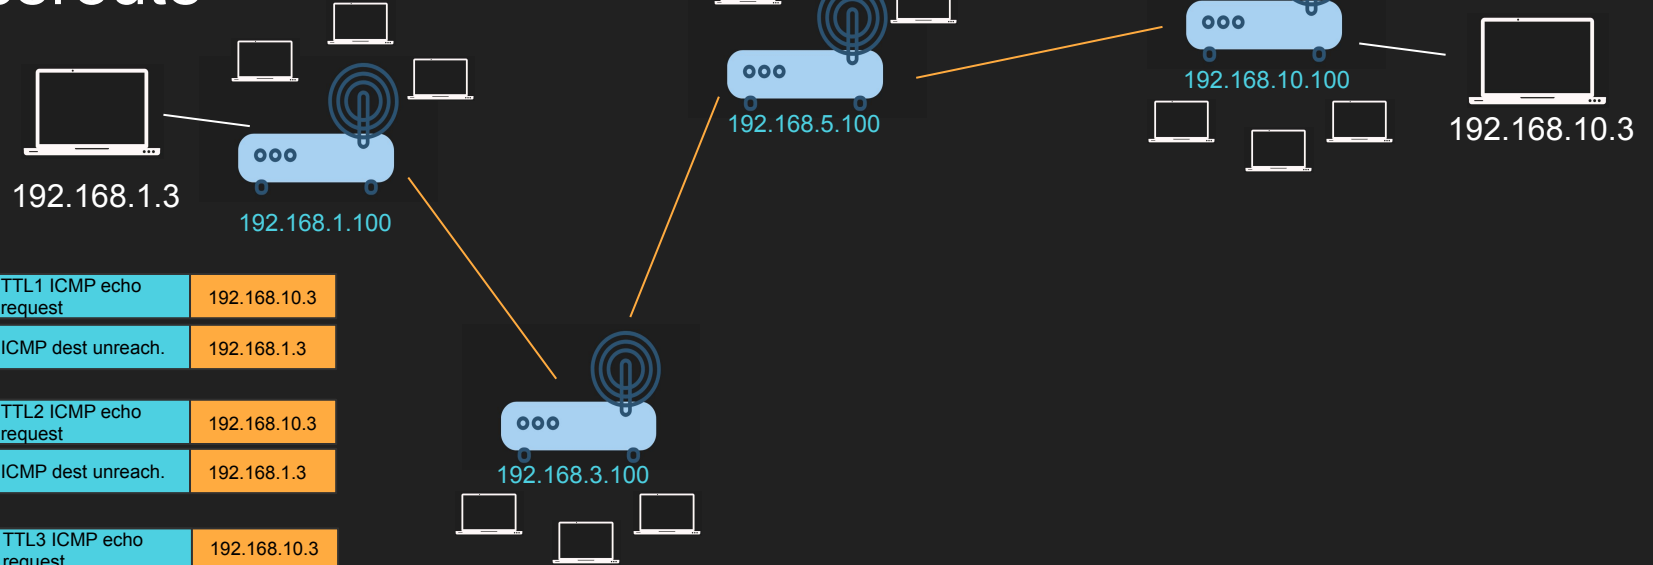 192.168.1.3
192.168.1.100
192.168.5.100
192.168.10.100
192.168.10.3
192.168.3.100
TTL1 ICMP echo
request
192.168.10.3
ICMP dest unreach.
192.168.1.3
TTL2 ICMP echo
request
192.168.10.3
ICMP dest unreach.
192.168.1.3
TTL3 ICMP echo
request
192.168.10.3